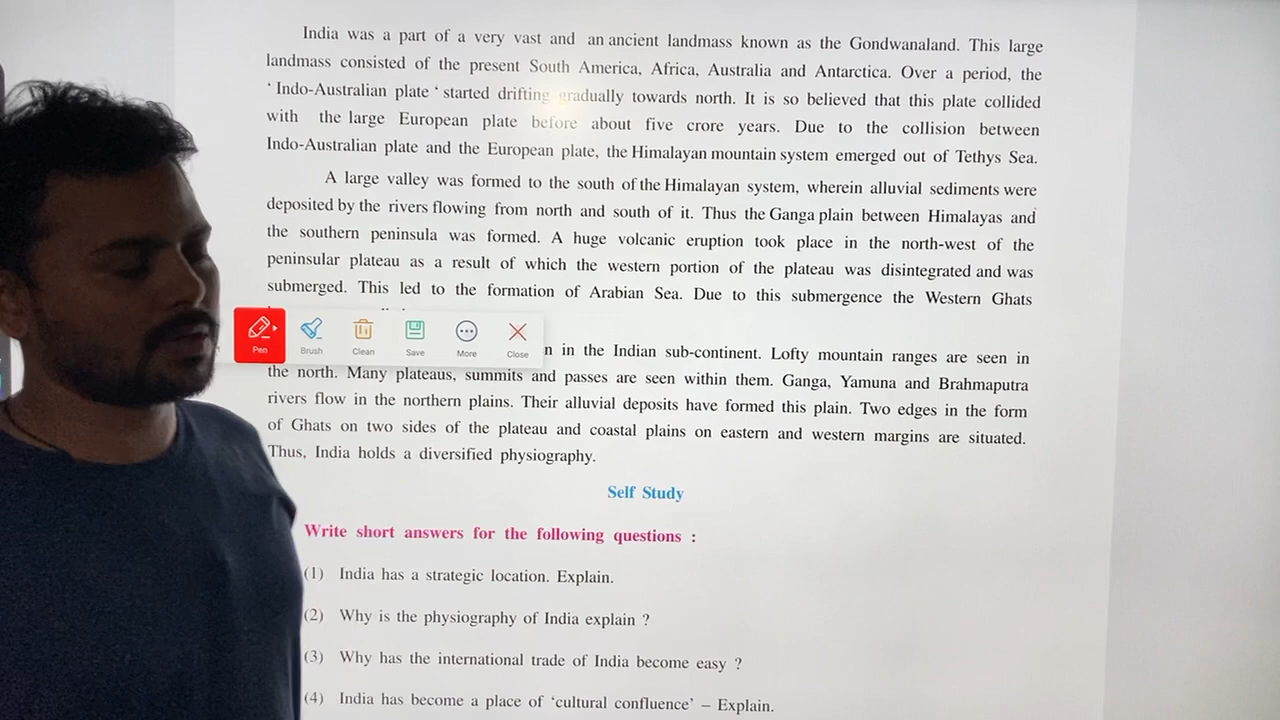 India was a part of a very vast and an ancient landmass known as the Gondwanaland. This large
landmass consisted of the present South America, Africa, Australia and Antarctica. Over a period, the
‘ Indo-Australian plate ‘ started drifting gradually towards north. It is so believed that this plate collided
with the large European plate before about five crore years. Due to the collision between
Indo-Australian plate and the European plate, the Himalayan mountain system emerged out of Tethys Sea.
A large valley was formed to the south of the Himalayan system, wherein alluvial sediments were
deposited by the rivers flowing from north and south of it. Thus the Ganga plain between Himalayas and
the southern peninsula was formed. A huge volcanic eruption took place in the north-west of the
peninsular plateau as a result of which the western portion of the plateau was disintegrated and was
submerged. This led to the formation of Arabian Sea. Due to this submergence the Western Ghats
Pen Brush Clean Save More Close
in the Indian sub-continent. Lofty mountain ranges are seen in
the north. Many plateaus, summits and passes are seen within them. Ganga, Yamuna and Brahmaputra
rivers flow in the northern plains. Their alluvial deposits have formed this plain. Two edges in the form
of Ghats on two sides of the plateau and coastal plains on eastern and western margins are situated.
Thus, India holds a diversified physiography.
Self Study
Write short answers for the following questions :
(1) India has a strategic location. Explain.
(2) Why is the physiography of India explain ?
(3) Why has the international trade of India become easy ?
(4) India has become a place of ‘cultural confluence’ – Explain.